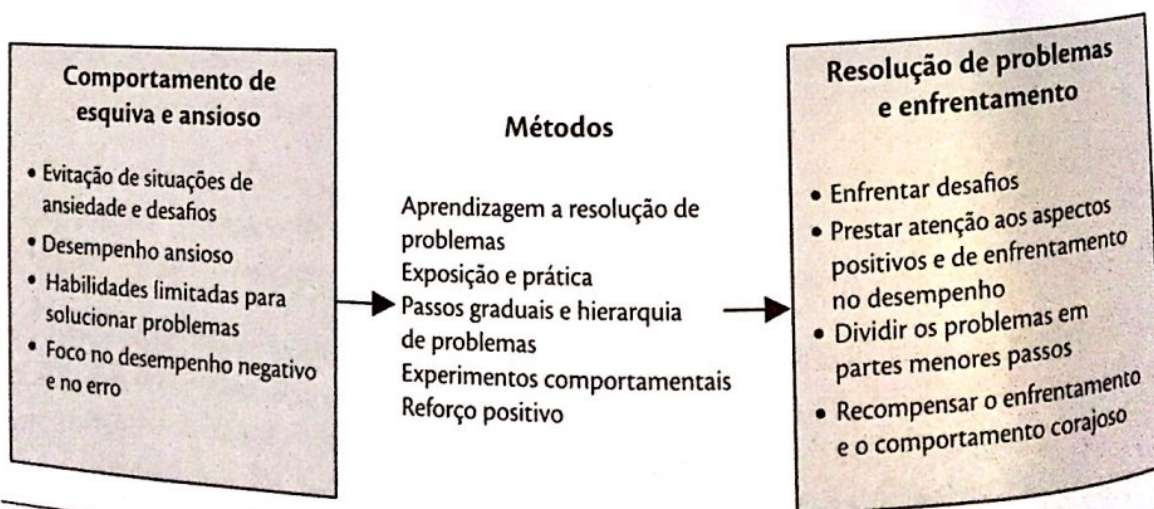 Comportamento de
esquiva e ansioso
• Evitação de situações de
ansiedade e desafios
• Desempenho ansioso
• Habilidades limitadas para
solucionar problemas
• Foco no desempenho negativo
e no erro
Métodos
Aprendizagem a resolução de
problemas
Exposição e prática
Passos graduais e hierarquia
de problemas
Experimentos comportamentais
Reforço positivo
Resolução de problemas
e enfrentamento
• Enfrentar desafios
• Prestar atenção aos aspectos
positivos e de enfrentamento
no desempenho
• Dividir os problemas em
partes menores passos
• Recompensar o enfrentamento
e o comportamento corajoso